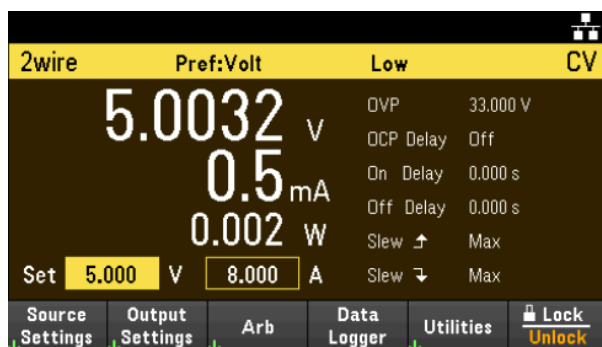 2wire Pref:Volt Low CV
5.0032 V
0.5 mA
0.002 W
OVP 33.000 V
OCP Delay Off
On Delay 0.000 s
Off Delay 0.000 s
Slew Max
Slew Max
Set 5.000 V 8.000 A
Source Settings
Output Settings
Arb
Data Logger
Utilities
Lock
Unlock